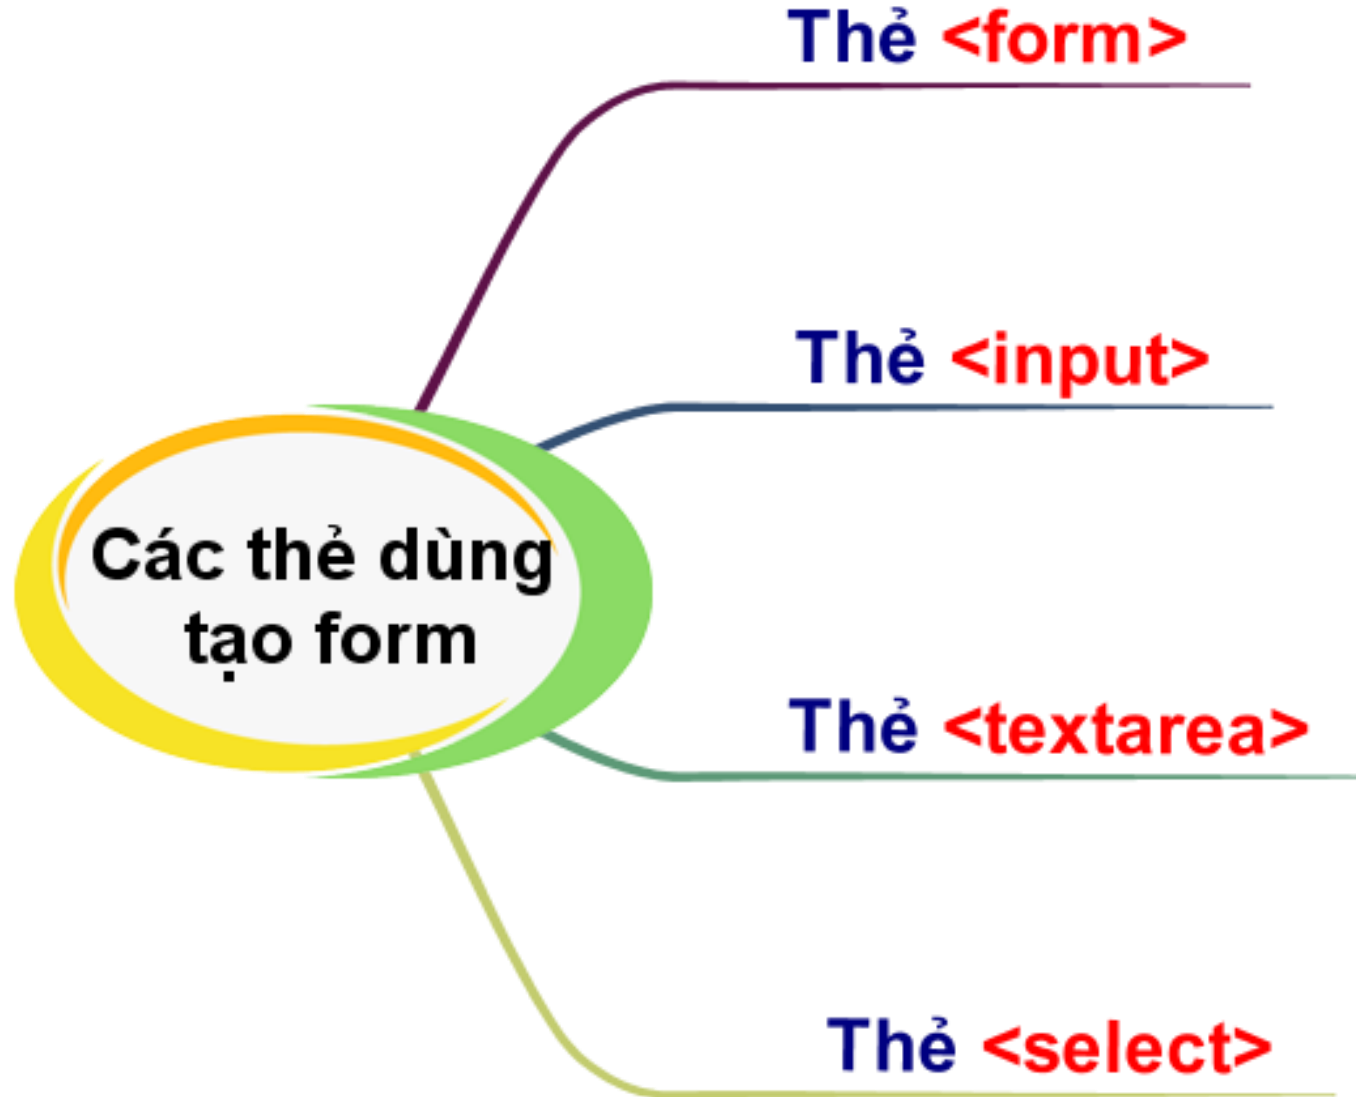 Thẻ <form>
Thẻ <input>
Các thẻ dùng
tạo form
Thẻ <textarea>
Thẻ <select>